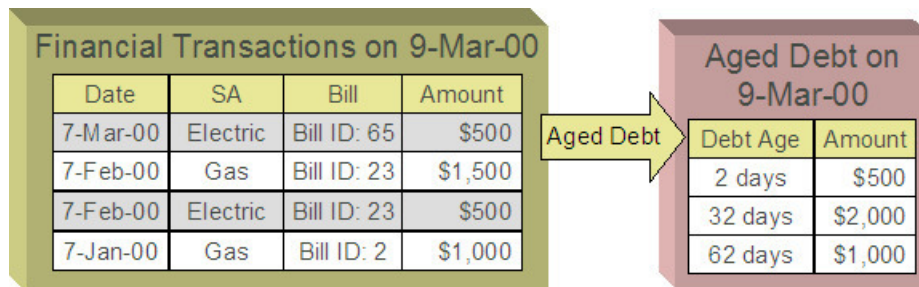 Financial Transactions on 9-Mar-00
Date SA Bill Amount
7-Mar-00 Electric Bill ID: 65 $500
7-Feb-00 Gas Bill ID: 23 $1,500
7-Feb-00 Electric Bill ID: 23 $500
7-Jan-00 Gas Bill ID: 2 $1,000
Aged Debt
Aged Debt on
9-Mar-00
Debt Age Amount
2 days $500
32 days $2,000
62 days $1,000